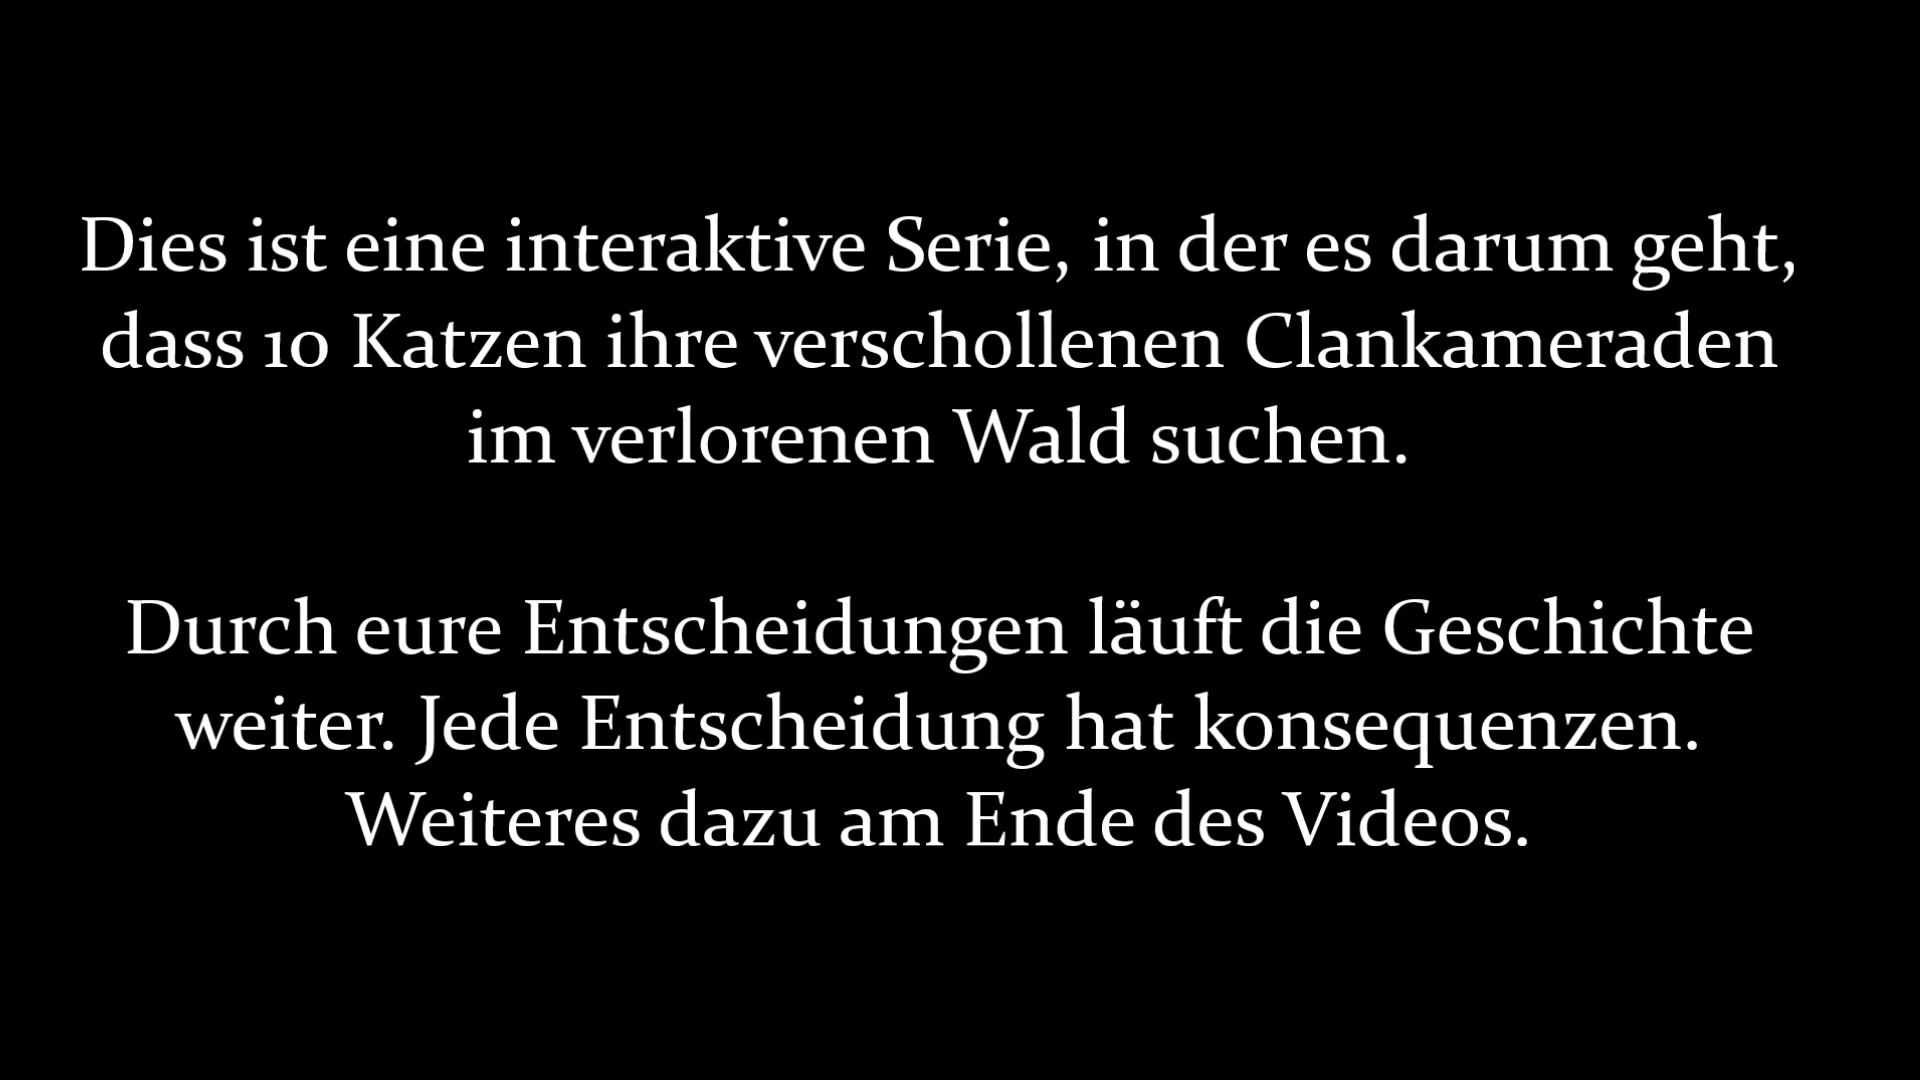 Dies ist eine interaktive Serie, in der es darum geht,
dass 10 Katzen ihre verschollenen Clankameraden
im verlorenen Wald suchen.
Durch eure Entscheidungen läuft die Geschichte
weiter. Jede Entscheidung hat konsequenzen.
Weiteres dazu am Ende des Videos.